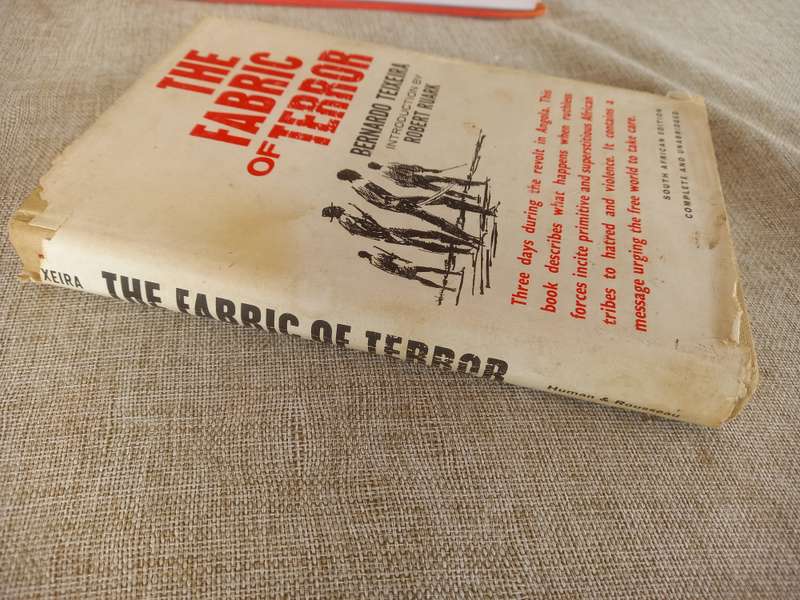 THE
FABRIC
OF TERROR
BERNARDO TEIXEIRA
INTRODUCTION BY
ROBERT RUARK
Three days during the revolt in Angola. This
book describes what happens when ruthless
forces incite primitive and superstitious African
tribes to hatred and violence. It contains a
message urging the free world to take care.
SOUTH AFRICAN EDITION
COMPLETE AND UNABRIDGED
XEIRA
THE FABRIC OF TERROR
Human & Rousseau